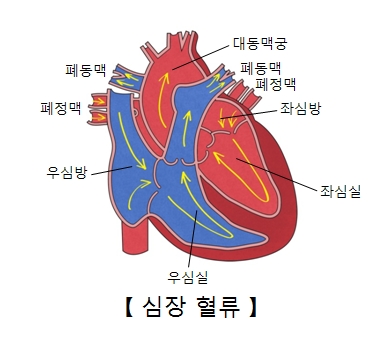 대동맥궁
폐동맥
폐동맥
폐정맥
폐정맥
좌심방
우심방
좌심실
우심실
【 심장 혈류 】